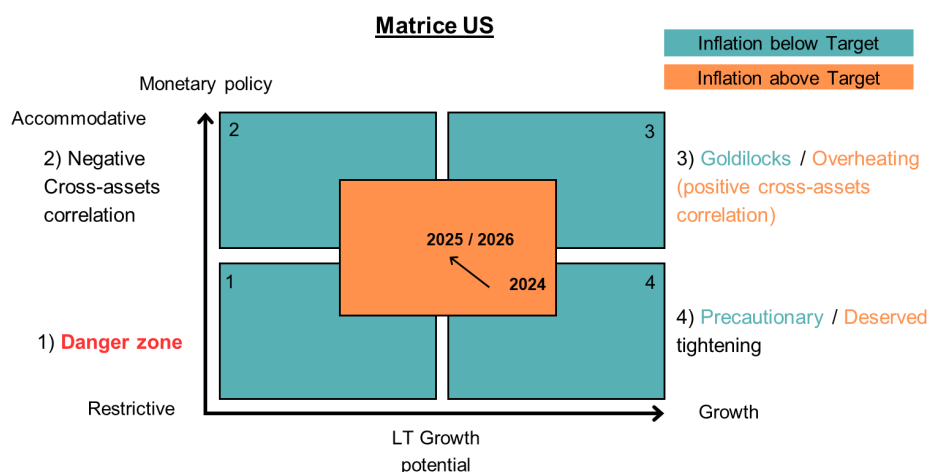 Matrice US
Inflation below Target
Inflation above Target
Monetary policy
Accommodative
2) Negative
Cross-assets
correlation
2
3
3) Goldilocks / Overheating
(positive cross-assets
correlation)
2025 / 2026
2024
1
4
1) Danger zone
4) Precautionary / Deserved
tightening
Restrictive
Growth
LT Growth
potential